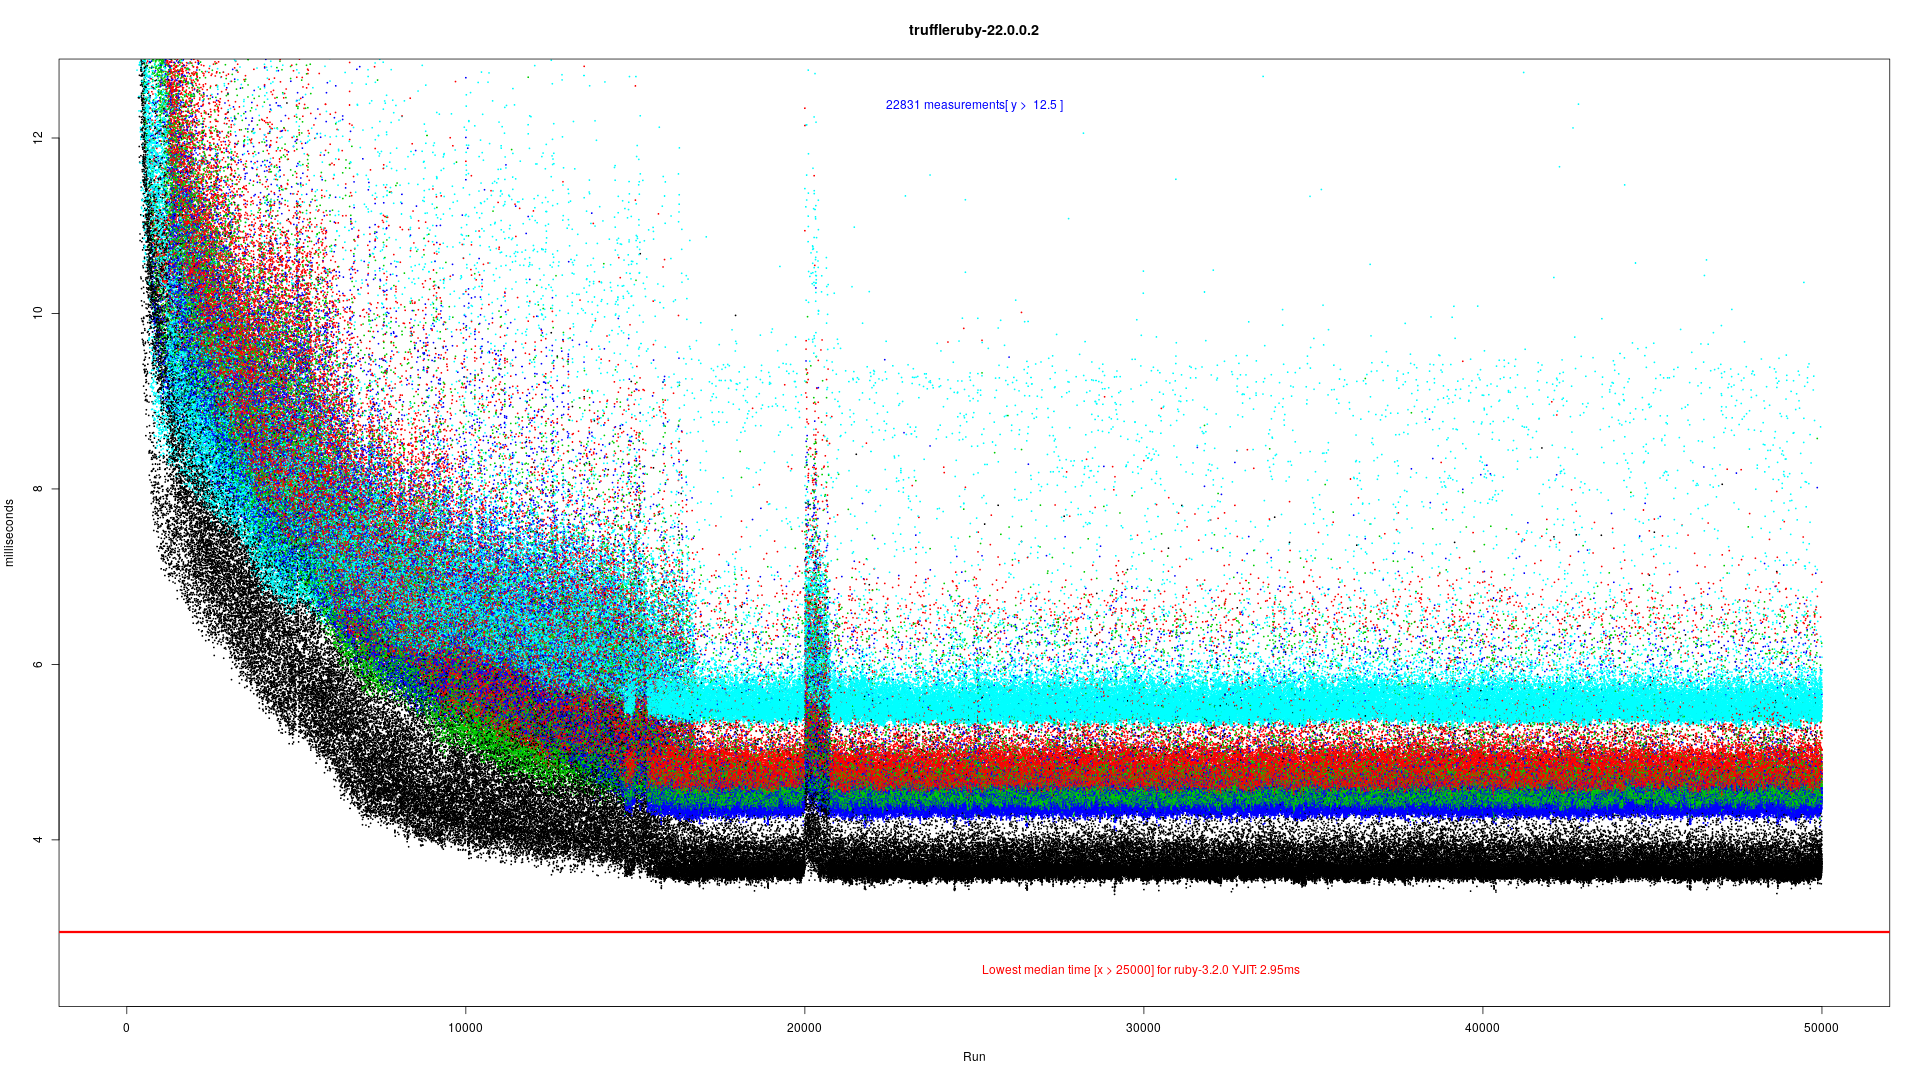 truffleruby-22.0.0.2
22831 measurements[ y > 12.5 ]
12
10
8
6
4
milliseconds
Lowest median time [x > 25000] for ruby-3.2.0 YJIT: 2.95ms
0 10000 20000 30000 40000 50000
Run